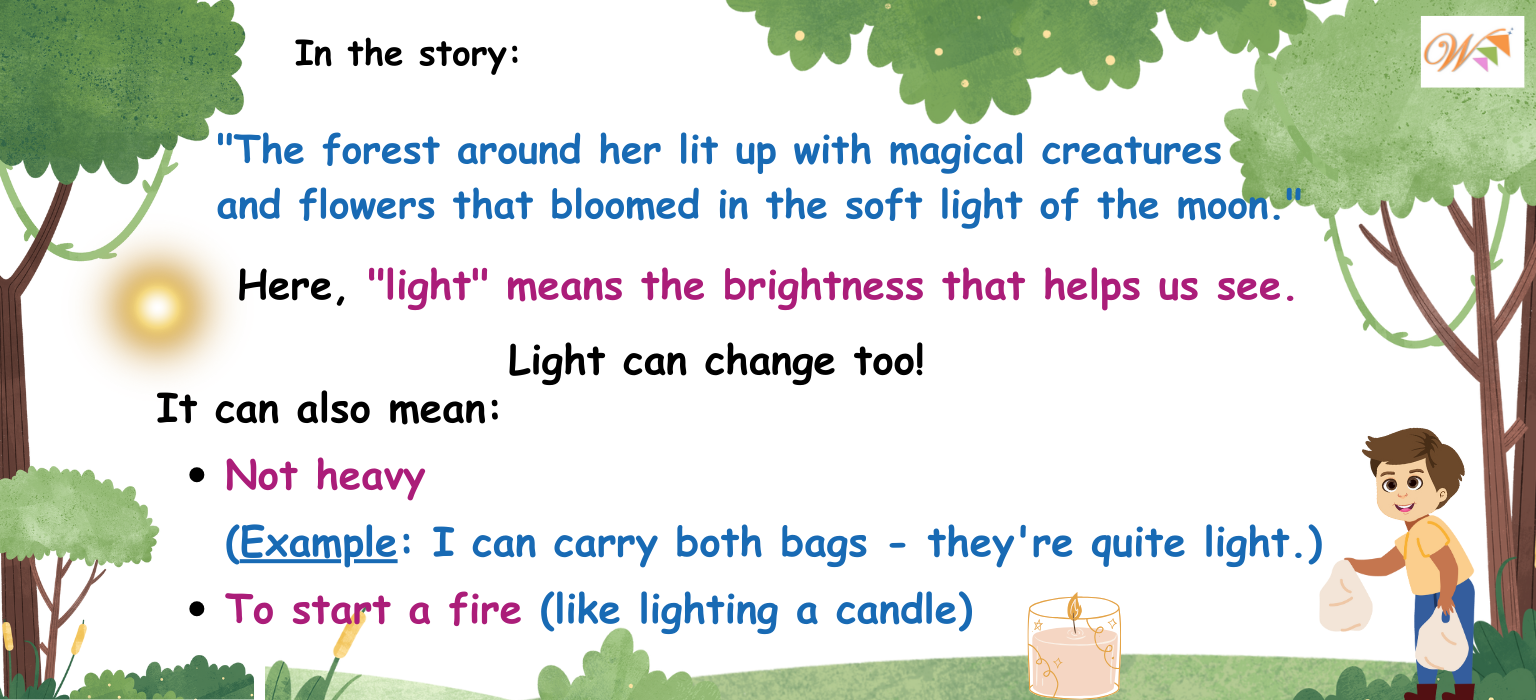 In the story:
W
"The forest around her lit up with magical creatures
and flowers that bloomed in the soft light of the moon."
Here, "light" means the brightness that helps us see.
Light can change too!
It can also mean:
• Not heavy
(Example: I can carry both bags - they're quite light.)
• To start a fire (like lighting a candle)